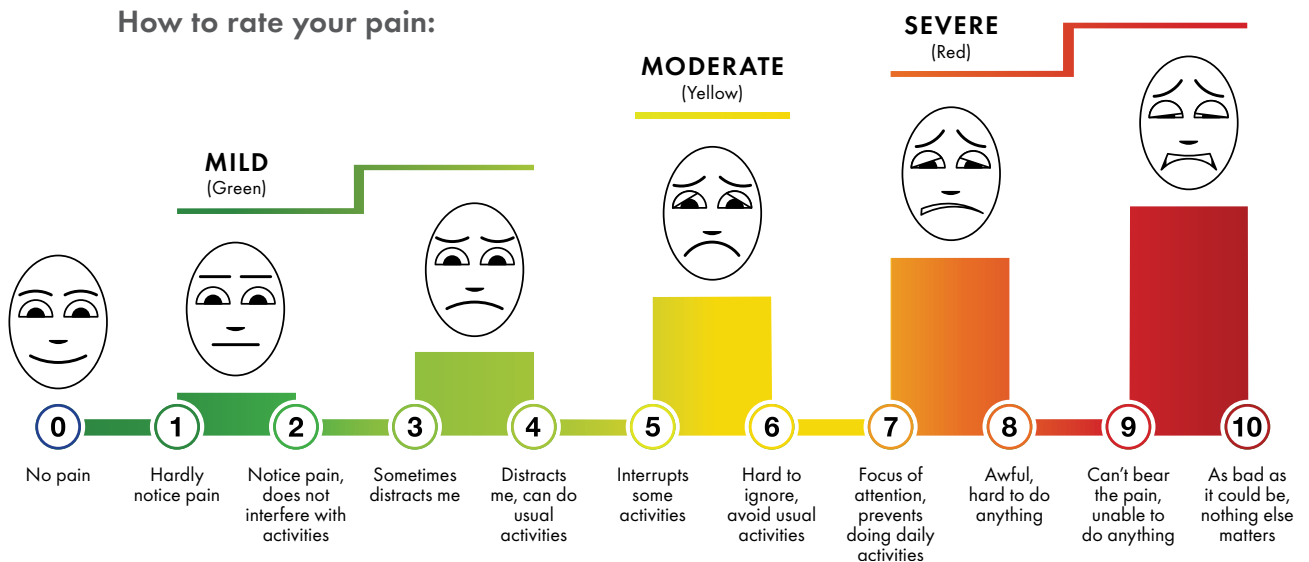 How to rate your pain:
MILD
(Green)
MODERATE
(Yellow)
SEVERE
(Red)
0
1
2
3
4
5
6
7
8
9
10
No pain
Hardly
notice pain
Notice pain,
does not
interfere with
activities
Sometimes
distracts me
Distracts
me, can do
usual
activities
Interrupts
some
activities
Hard to
ignore,
avoid usual
activities
Focus of
attention,
prevents
doing daily
activities
Awful,
hard to do
anything
Can't bear
the pain,
unable to
do anything
As bad as
it could be,
nothing else
matters